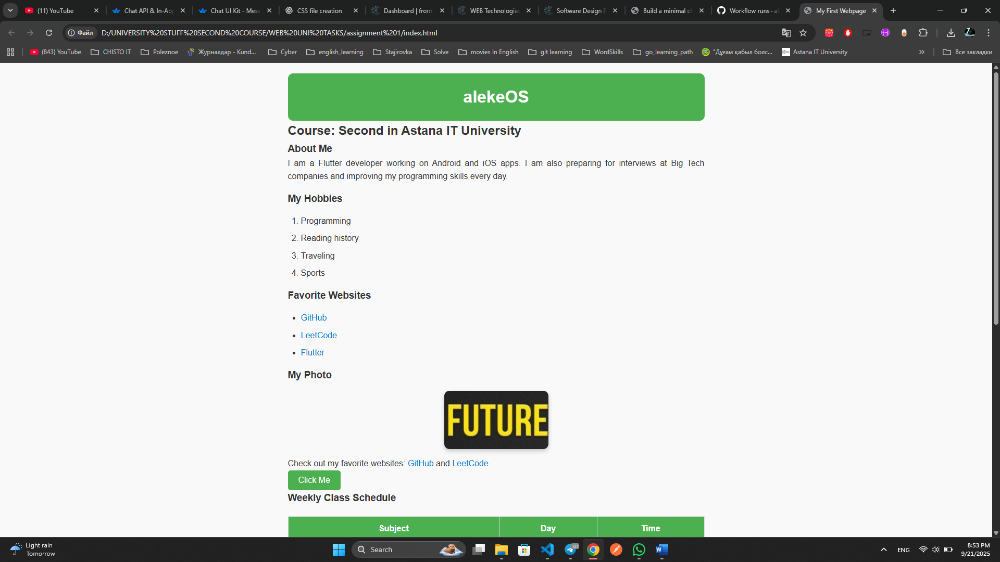 (11) YouTube
Chat API & In-Ap
Chat UI Kit - Mess
CSS file creation
Dashboard | front
WEB Technologies
Software Design P
Build a minimal ch
Workflow runs · al
My First Webpage
Файл
D:/UNIVERSITY%20STUFF%20SECOND%20COURSE/WEB%20UNI%20TASKS/assignment%201/index.html
(843) YouTube
CHISTO IT
Poleznoe
Журналдар - Kund...
Cyber
english_learning
Stajirovka
Solve
movies In English
git learning
WordSkills
go_learning_path
"Дұғам қабыл болс...
Astana IT University
Все закладки
alekeOS
Course: Second in Astana IT University
About Me
I am a Flutter developer working on Android and iOS apps. I am also preparing for interviews at Big Tech
companies and improving my programming skills every day.
My Hobbies
1. Programming
2. Reading history
3. Traveling
4. Sports
Favorite Websites
• GitHub
• LeetCode
• Flutter
My Photo
FUTURE
Check out my favorite websites: GitHub and LeetCode.
Click Me
Weekly Class Schedule
Subject
Day
Time
Light rain
Tomorrow
Search
ENG
8:53 PM
9/21/2025